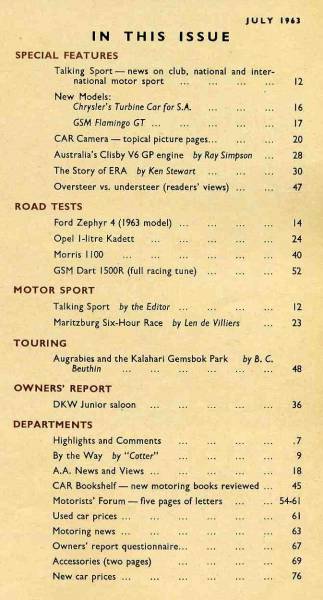 JULY 1963
IN THIS ISSUE
SPECIAL FEATURES
Talking Sport — news on club, national and inter-
national motor sport ... ... ... ... 12
New Models:
Chrysler's Turbine Car for S.A. ... ... ... 16
GSM Flamingo GT ... ... ... ... 17
CAR Camera — topical picture pages... ... ... 20
Australia's Clisby V6 GP engine by Ray Simpson ... 28
The Story of ERA by Ken Stewart ... ... ... 30
Oversteer vs. understeer (readers' views) ... ... 47
ROAD TESTS
Ford Zephyr 4 (1963 model) ... ... ... ... 14
Opel 1-litre Kadett ... ... ... ... ... 24
Morris 1100 ... ... ... ... ... 40
GSM Dart 1500R (full racing tune) ... ... ... 52
MOTOR SPORT
Talking Sport by the Editor ... ... ... ... 12
Maritzburg Six-Hour Race by Len de Villiers ... 23
TOURING
Augrabies and the Kalahari Gemsbok Park by B. C.
Beuthin ... ... ... ... ... ... 48
OWNERS' REPORT
DKW Junior saloon ... ... ... ... ... 36
DEPARTMENTS
Highlights and Comments ... ... ... ... .7
By the Way by "Cotter" ... ... ... ... 9
A.A. News and Views ... ... ... ... ... 18
CAR Bookshelf — new motoring books reviewed ... 45
Motorists' Forum — five pages of letters ... ... 54-61
Used car prices ... ... ... ... ... ... 61
Motoring news ... ... ... ... ... ... 63
Owners' report questionnaire... ... ... ... 67
Accessories (two pages) ... ... ... ... 69
New car prices ... ... ... ... ... ... 76